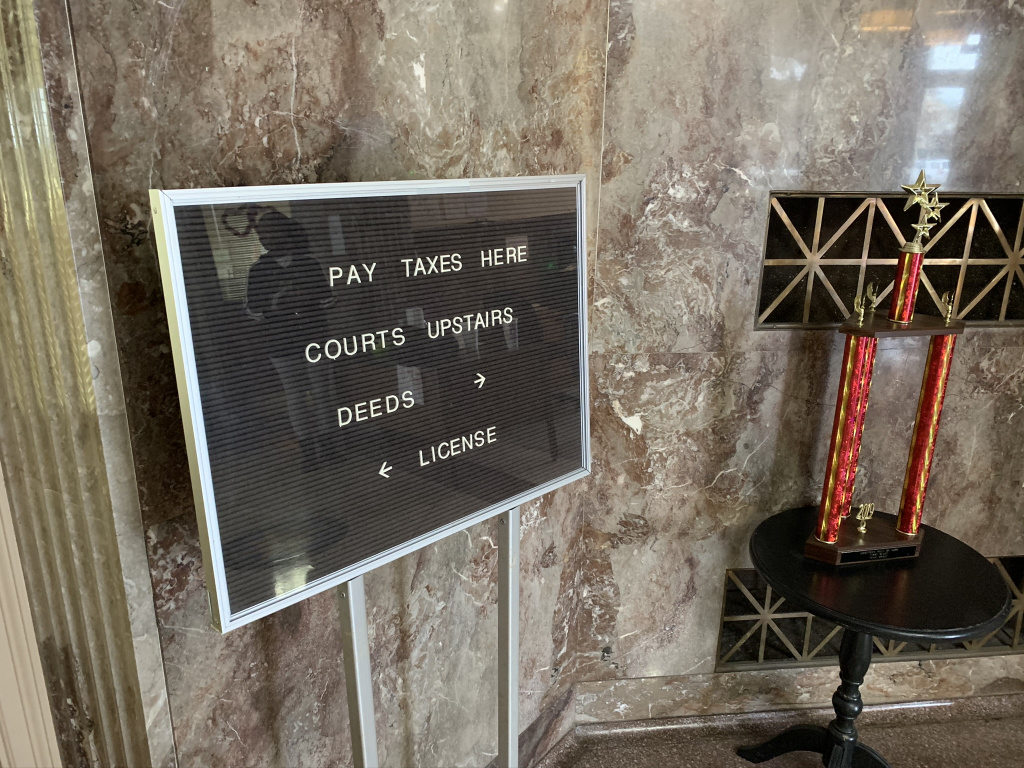 PAY TAXES HERE
COURTS UPSTAIRS
DEEDS →
← LICENSE